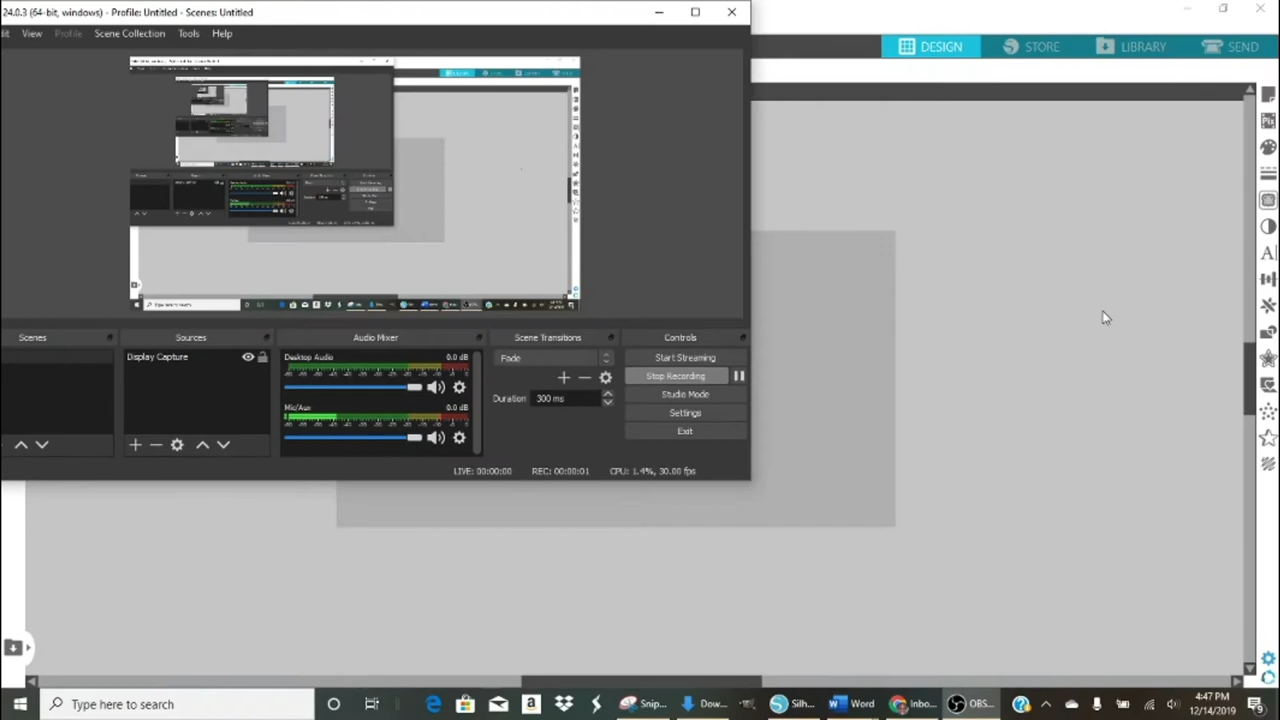 24.0.3 (64-bit, windows) - Profile: Untitled - Scenes: Untitled
View Profile Scene Collection Tools Help
DESIGN STORE LIBRARY SEND
Pix
A
Scenes Sources Audio Mixer Scene Transitions Controls
Display Capture
Desktop Audio 0.0 dB
Mic/Aux 0.0 dB
Fade
Duration 300 ms
Start Streaming
Stop Recording
Studio Mode
Settings
Exit
LIVE: 00:00:00 REC: 00:00:01 CPU: 1.4%, 30.00 fps
Type here to search
Snip... Dow... Silh... Word Inbo... OBS...
4:47 PM
12/14/2019